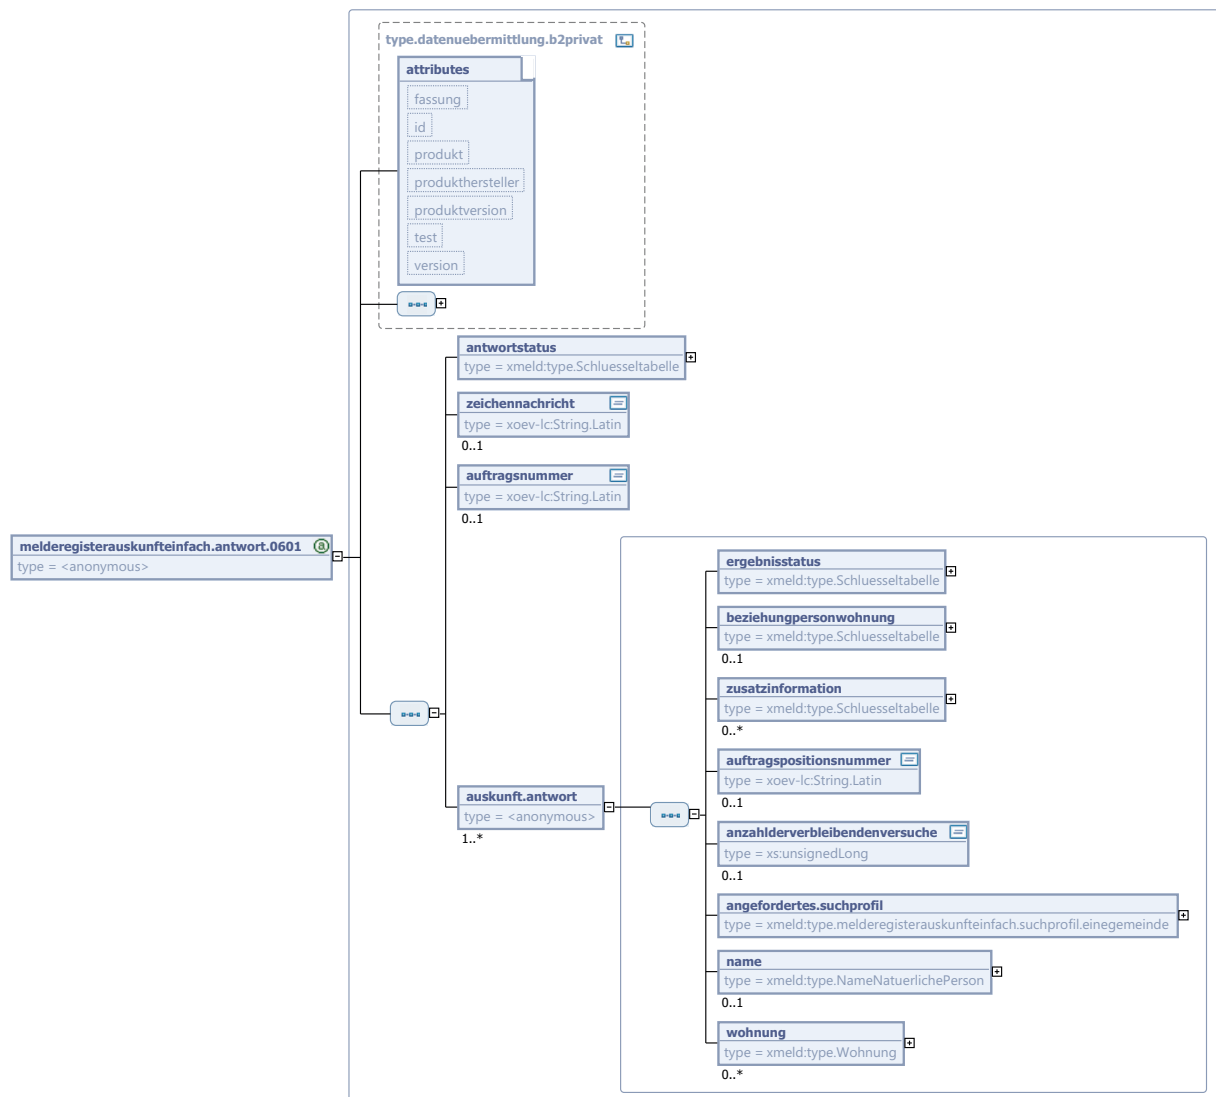 type.datenuebermittlung.b2privat
attributes
fassung
id
produkt
produkthersteller
produktversion
test
version
antwortstatus
type = xmeld:type.Schluesseltabelle
zeichennachricht
type = xoev-lc:String.Latin
0..1
auftragsnummer
type = xoev-lc:String.Latin
0..1
melderegisterauskunfteinfach.antwort.0601
type = <anonymous>
auskunft.antwort
type = <anonymous>
1..*
ergebnisstatus
type = xmeld:type.Schluesseltabelle
beziehungpersonwohnung
type = xmeld:type.Schluesseltabelle
0..1
zusatzinformation
type = xmeld:type.Schluesseltabelle
0..*
auftragspositionsnummer
type = xoev-lc:String.Latin
0..1
anzahlderverbleibendenversuche
type = xs:unsignedLong
0..1
angefordertes.suchprofil
type = xmeld:type.melderegisterauskunfteinfach.suchprofil.einegemeinde
name
type = xmeld:type.NameNatuerlichePerson
0..1
wohnung
type = xmeld:type.Wohnung
0..*